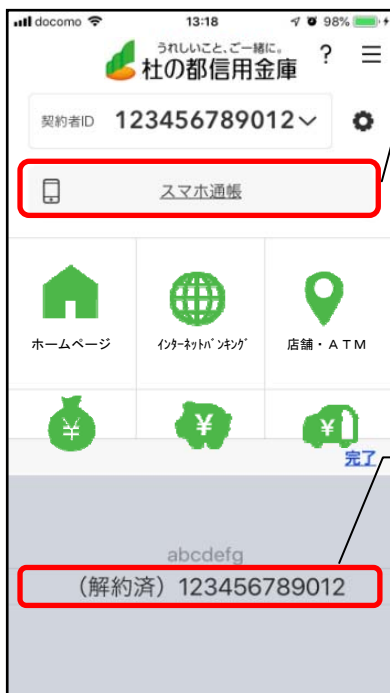 docomo 13:18 98%
うれしいこと、ご一緒に。
杜の都信用金庫 ?
契約者ID 123456789012
スマホ通帳
ホームページ インターネットバンキング 店舗・ATM
¥ ¥ ¥
完了
abcdefg
(解約済) 123456789012